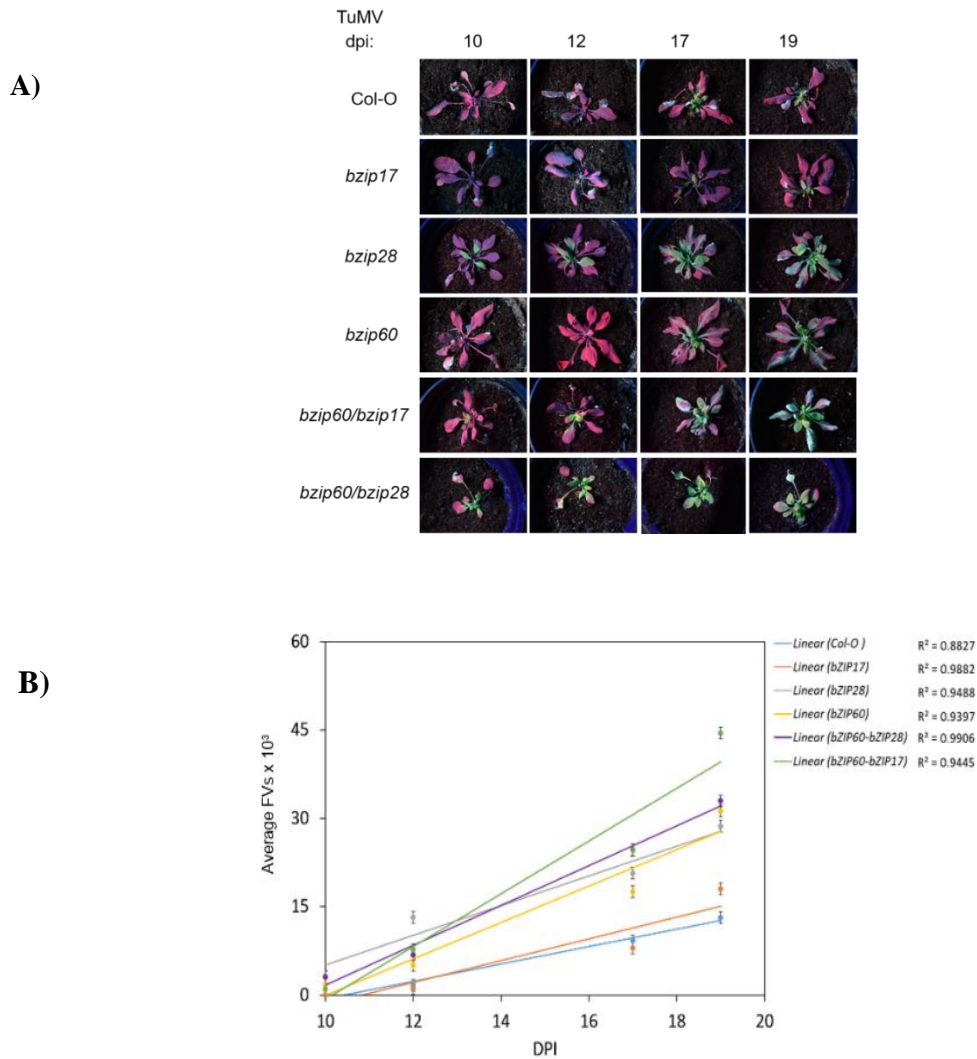 TuMV
dpi: 10 12 17 19
A)
Col-O
bzip17
bzip28
bzip60
bzip60/bzip17
bzip60/bzip28
B)
60
45
30
15
0
Average FVs x 10³
10 12 14 16 18 20
DPI
Linear (Col-O ) R² = 0.8827
Linear (bZIP17) R² = 0.9882
Linear (bZIP28) R² = 0.9488
Linear (bZIP60) R² = 0.9397
Linear (bZIP60-bZIP28) R² = 0.9906
Linear (bZIP60-bZIP17) R² = 0.9445